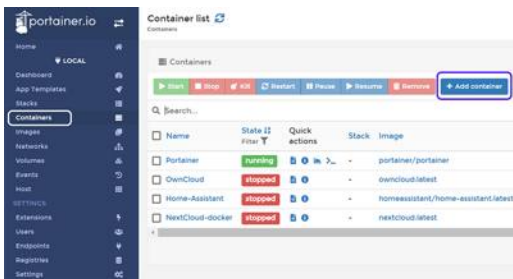 portainer.io
Home
LOCAL
Dashboard
App Templates
Stacks
Containers
Images
Networks
Volumes
Events
Host
SETTINGS
Extensions
Users
Endpoints
Registries
Settings
Container list
Containers
Containers
Start Stop Kill Restart Pause Resume Remove + Add container
Search...
Name State Filter Quick actions Stack Image
Portainer running - portainer/portainer
OwnCloud stopped - owncloud:latest
Home-Assistant stopped - homeassistant/home-assistant:latest
NextCloud-docker stopped - nextcloud:latest